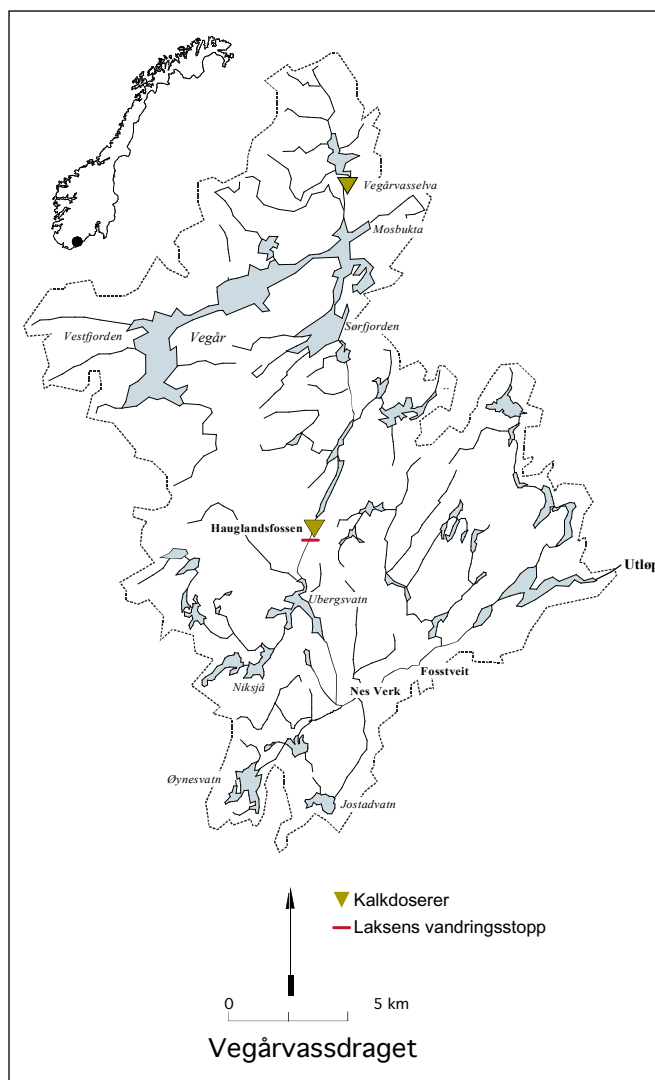 Vegårvasselva
Mosbukta
Sørfjorden
Vestfjorden
Vegår
Hauglandsfossen
Utløp
Ubergsvatn
Fosstveit
Niksjå
Nes Verk
Øynesvatn
Jostadvatn
Kalkdoserer
Laksens vandringsstopp
0 5 km
Vegårvassdraget